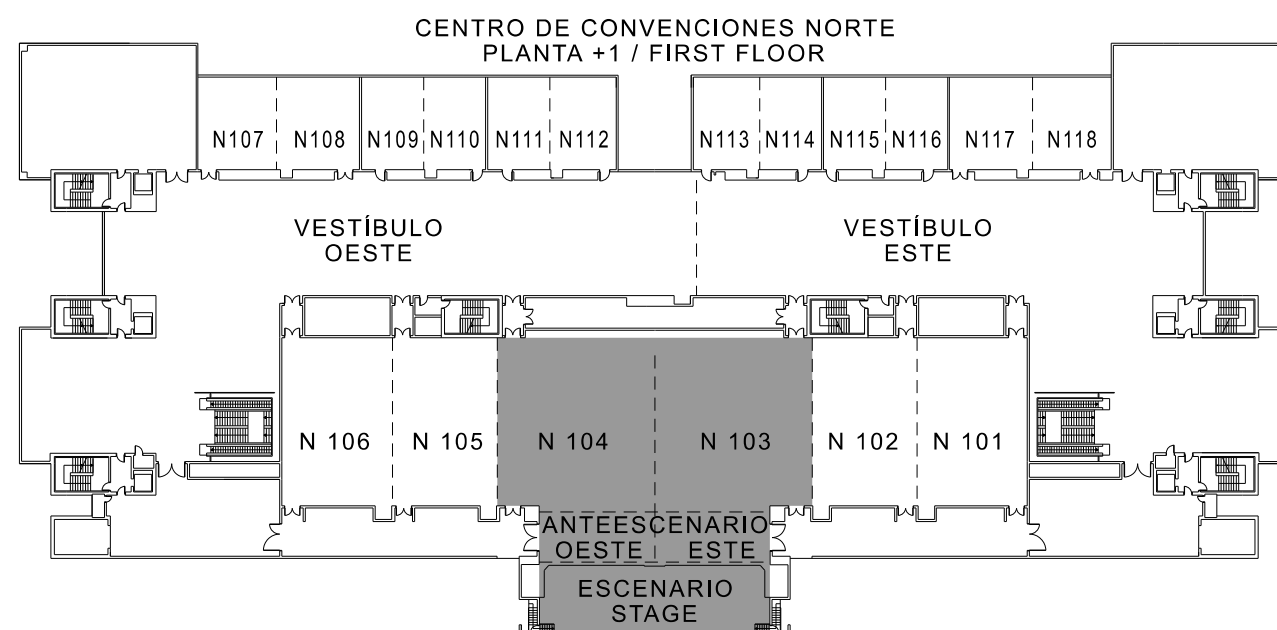 CENTRO DE CONVENCIONES NORTE
PLANTA +1 / FIRST FLOOR
N107 N108 N109 N110 N111 N112 N113 N114 N115 N116 N117 N118
VESTÍBULO
OESTE
VESTÍBULO
ESTE
N 106 N 105 N 104 N 103 N 102 N 101
ANTEESCENARIO
OESTE ESTE
ESCENARIO
STAGE